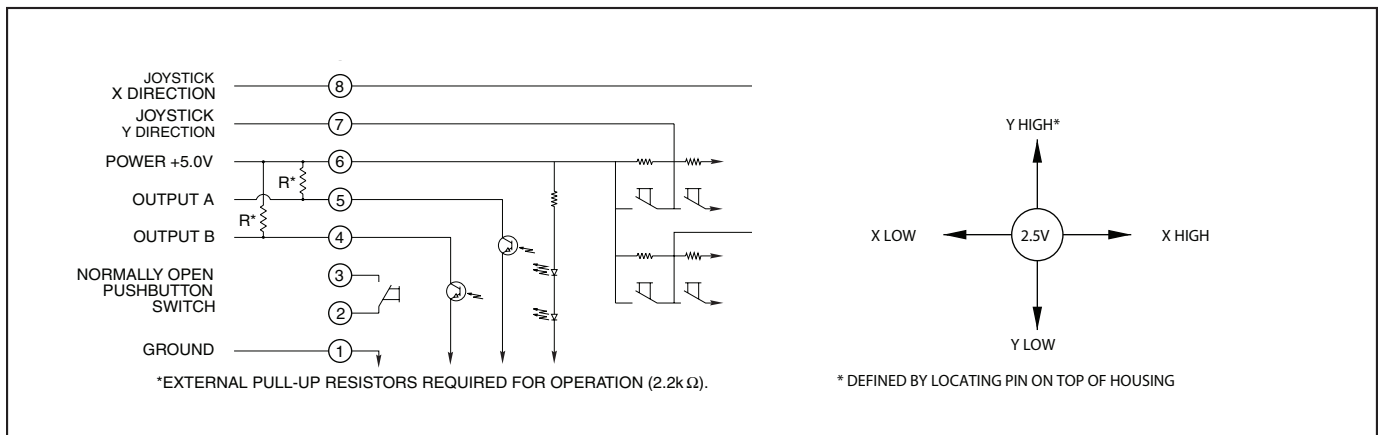 JOYSTICK
X DIRECTION
8
JOYSTICK
Y DIRECTION
7
POWER +5.0V
6
R*
OUTPUT A
5
R*
OUTPUT B
4
NORMALLY OPEN
PUSHBUTTON
SWITCH
3
2
GROUND
1
*EXTERNAL PULL-UP RESISTORS REQUIRED FOR OPERATION (2.2kΩ).
Y HIGH*
X LOW
2.5V
X HIGH
Y LOW
* DEFINED BY LOCATING PIN ON TOP OF HOUSING